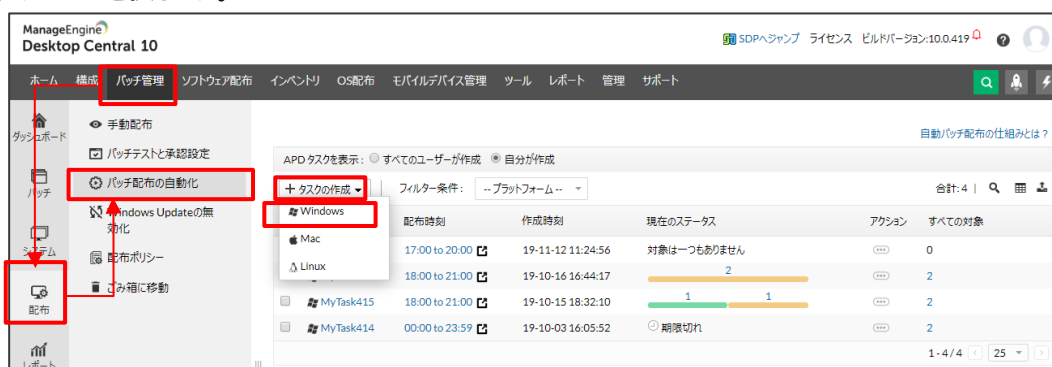 ManageEngine
Desktop Central 10
SDPへジャンプ ライセンス ビルドバージョン:10.0.419
ホーム 構成 パッチ管理 ソフトウェア配布 インベントリ OS配布 モバイルデバイス管理 ツール レポート 管理 サポート
ダッシュボード
パッチ
システム
配布
レポート
手動配布
パッチテストと承認設定
パッチ配布の自動化
Windows Updateの無
効化
配布ポリシー
ごみ箱に移動
自動パッチ配布の仕組みとは?
APDタスクを表示: すべてのユーザーが作成 自分が作成
+ タスクの作成 フィルター条件: --プラットフォーム-- 合計:4
Windows
Mac
Linux
配布時刻 作成時刻 現在のステータス アクション すべての対象
17:00 to 20:00 19-11-12 11:24:56 対象は一つもありません 0
18:00 to 21:00 19-10-16 16:44:17 2 2
MyTask415 18:00 to 21:00 19-10-15 18:32:10 1 1 2
MyTask414 00:00 to 23:59 19-10-03 16:05:52 期限切れ 2
1-4/4 25